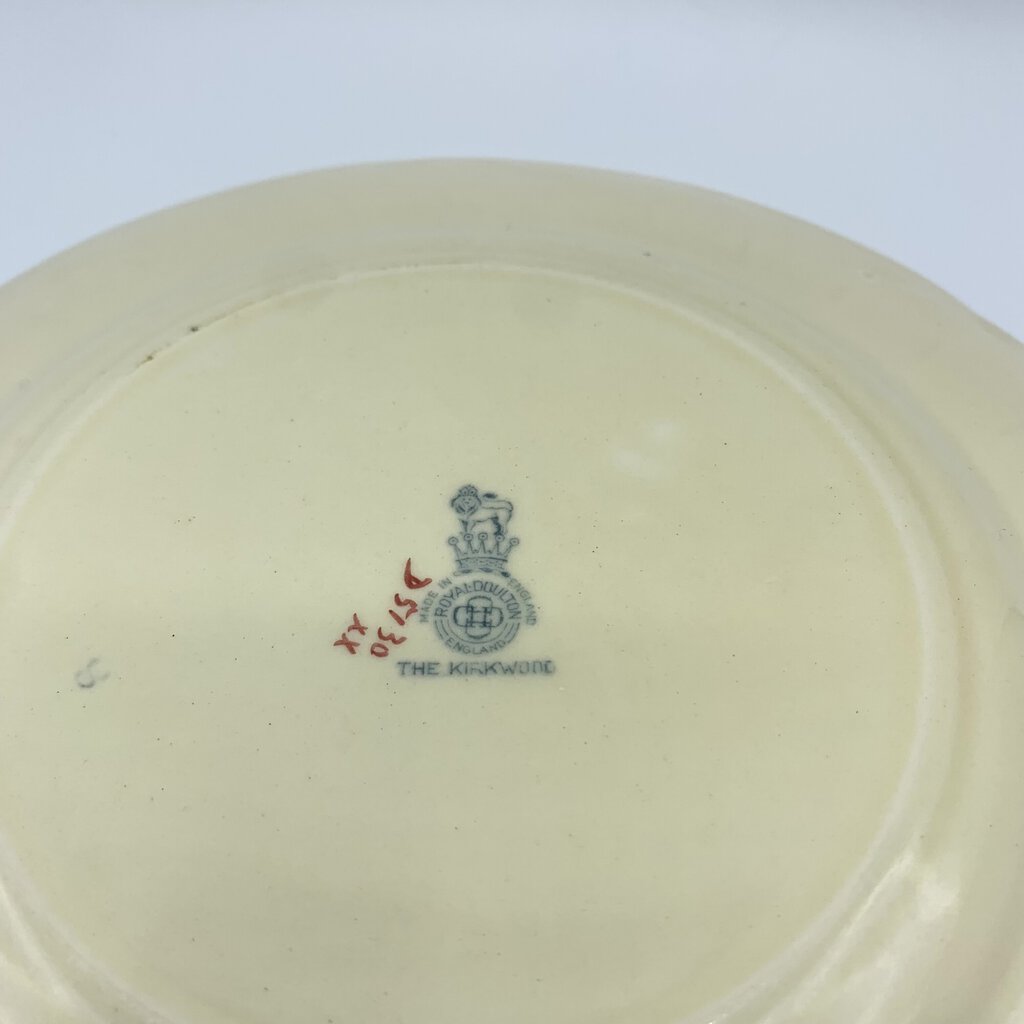 MADE IN ENGLAND
ROYAL DOULTON
ENGLAND
THE KIRKWOOD
D5130
XX